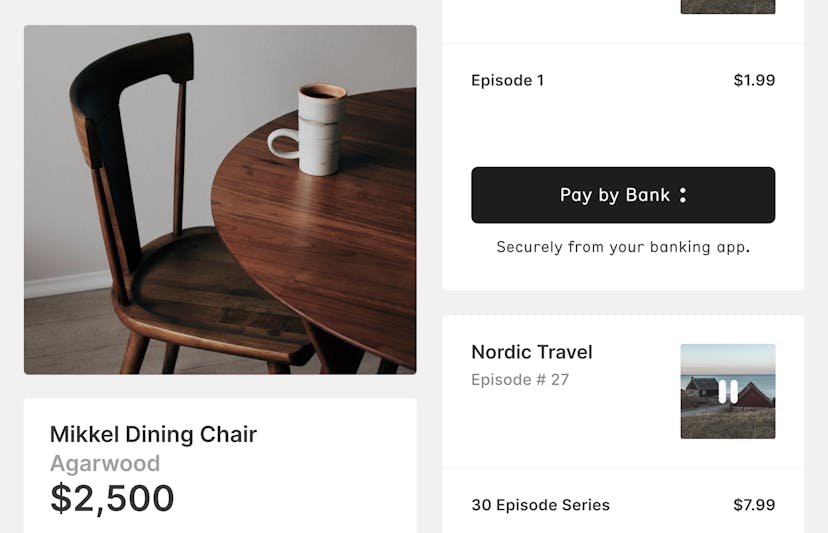 Mikkel Dining Chair
Agarwood
$2,500
Episode 1 $1.99
Pay by Bank
Securely from your banking app.
Nordic Travel
Episode # 27
30 Episode Series $7.99